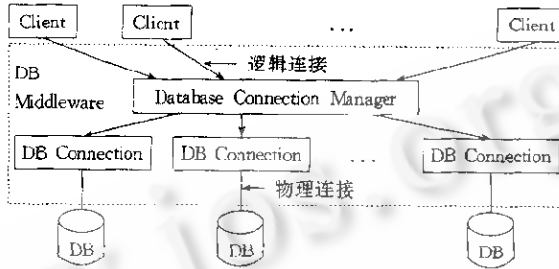 Client Client ... Client
逻辑连接
DB
Middleware
Database Connection Manager
DB Connection DB Connection ... DB Connection
物理连接
DB DB DB